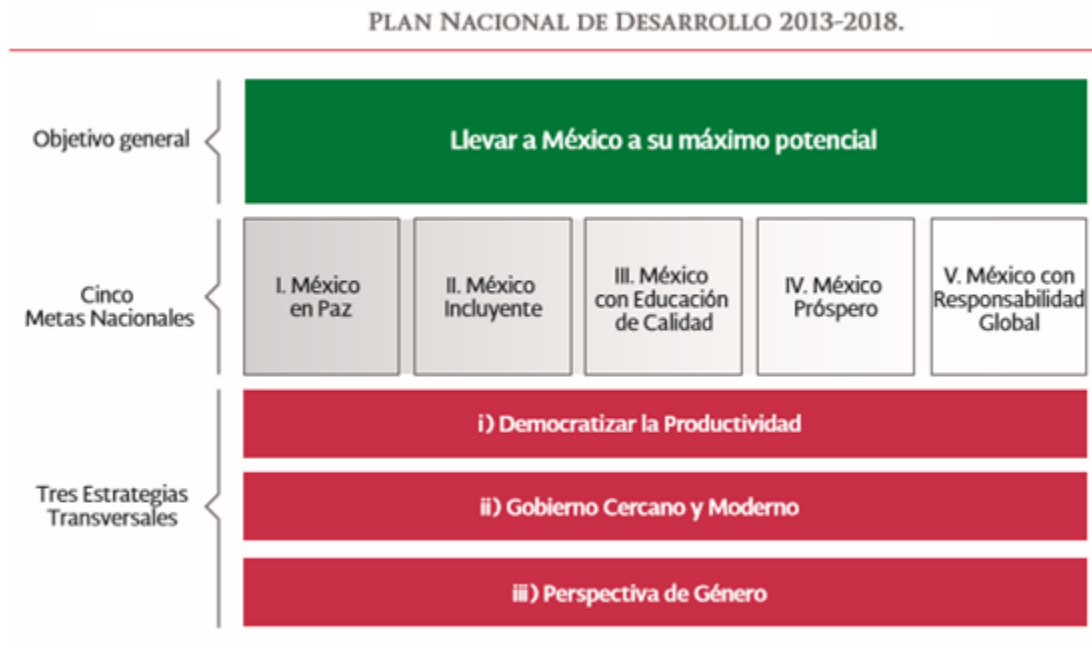 PLAN NACIONAL DE DESARROLLO 2013-2018.
Objetivo general
Llevar a México a su máximo potencial
Cinco
Metas Nacionales
I. México
en Paz
II. México
Incluyente
III. México
con Educación
de Calidad
IV. México
Próspero
V. México con
Responsabilidad
Global
Tres Estrategias
Transversales
i) Democratizar la Productividad
ii) Gobierno Cercano y Moderno
iii) Perspectiva de Género